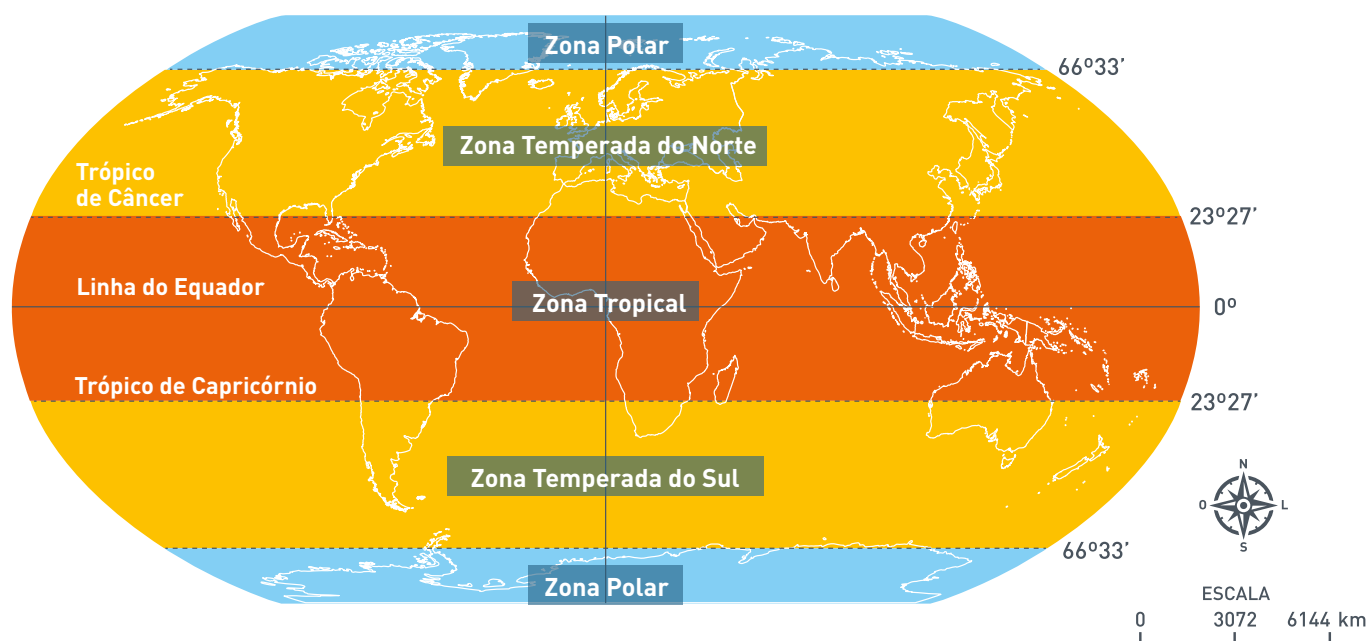 Zona Polar
66º33’
Zona Temperada do Norte
Trópico
de Câncer
23º27’
Linha do Equador
Zona Tropical
0º
Trópico de Capricórnio
23º27’
Zona Temperada do Sul
N
O
L
S
66º33’
Zona Polar
ESCALA
0 3072 6144 km